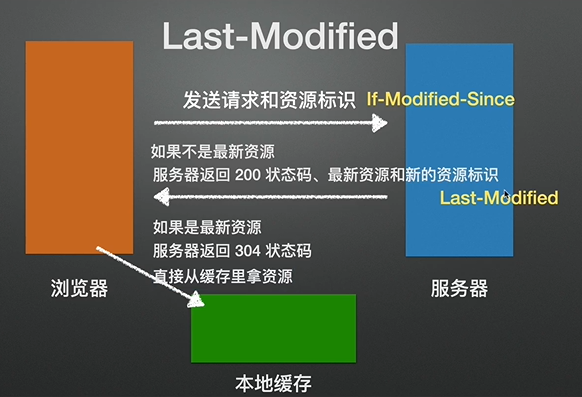 Last-Modified
发送请求和资源标识 If-Modified-Since
如果不是最新资源
服务器返回 200 状态码、最新资源和新的资源标识
Last-Modified
如果是最新资源
服务器返回 304 状态码
直接从缓存里拿资源
浏览器
服务器
本地缓存